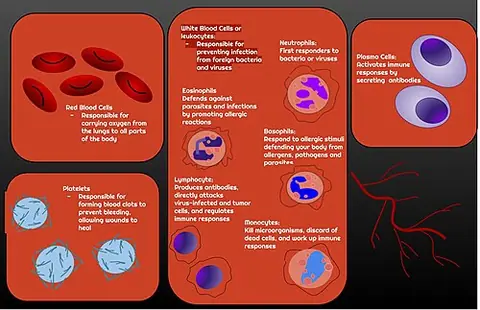 Red Blood Cells
- Responsible for
carrying oxygen from
the lungs to all parts
of the body
Platelets
- Responsible for
forming blood clots to
prevent bleeding,
allowing wounds to
heal
White Blood Cells or
leukocytes:
- Responsible for
preventing infection
from foreign bacteria
and viruses
Eosinophils
Defends against
parasites and infections
by promoting allergic
reactions
Lymphocyte:
Produces antibodies,
directly attacks
virus-infected and tumor
cells, and regulates
immune responses
Neutrophils:
First responders to
bacteria or viruses
Basophils:
Respond to allergic stimuli
defending your body from
allergens, pathogens and
parasites
Monocytes:
Kill microorganisms, discard of
dead cells, and work up immune
responses
Plasma Cells:
Activates immune
responses by
secreting antibodies